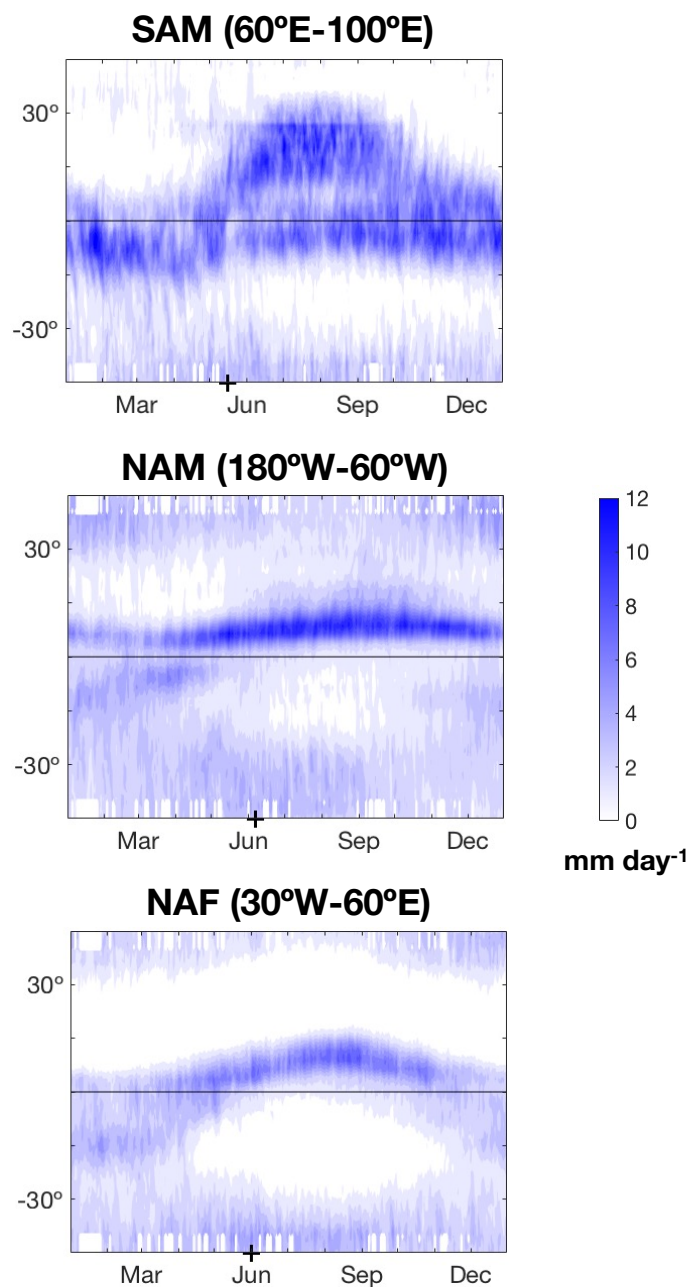 SAM (60ºE-100ºE)
30º
-30º
Mar Jun Sep Dec
NAM (180ºW-60ºW)
30º
-30º
Mar Jun Sep Dec
12
10
8
6
4
2
0
mm day-1
NAF (30ºW-60ºE)
30º
-30º
Mar Jun Sep Dec